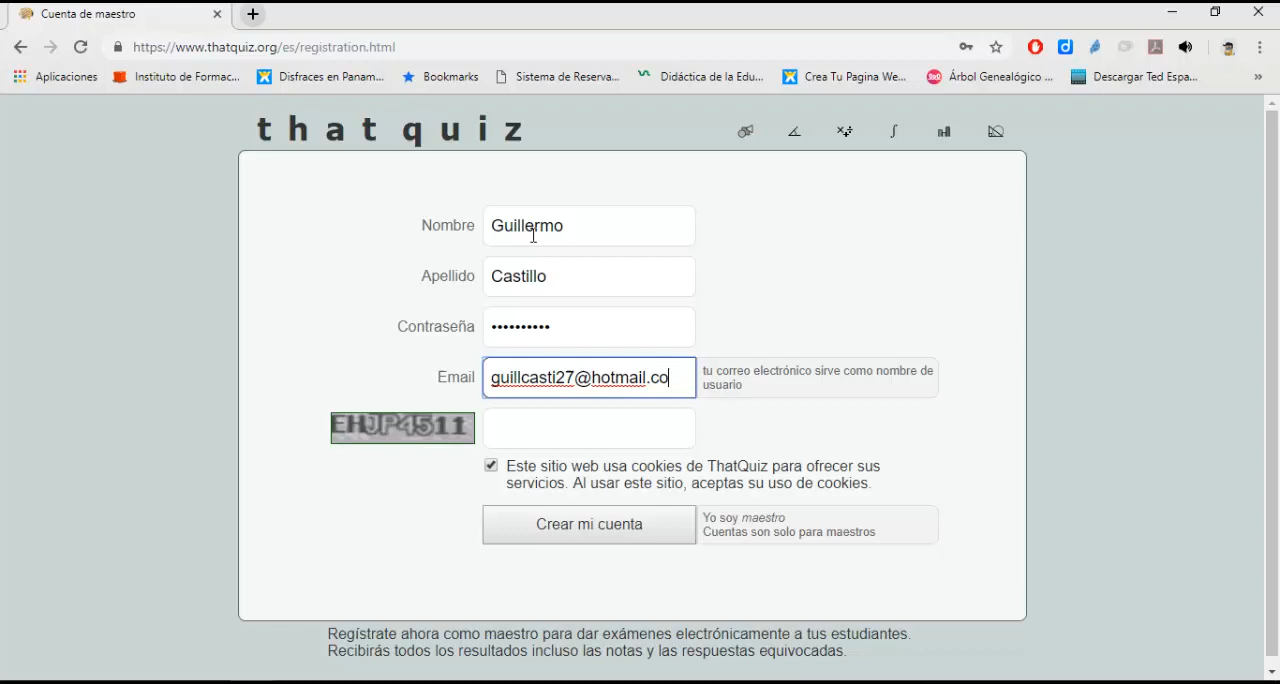 Cuenta de maestro
https://www.thatquiz.org/es/registration.html
Aplicaciones Instituto de Formac... Disfraces en Panam... Bookmarks Sistema de Reserva... Didáctica de la Edu... Crea Tu Pagina We... Árbol Genealógico ... Descargar Ted Espa... »
that quiz
Nombre Guillermo
Apellido Castillo
Contraseña ••••••••••
Email guillcasti27@hotmail.co tu correo electrónico sirve como nombre de
usuario
EHJP4511
Este sitio web usa cookies de ThatQuiz para ofrecer sus
servicios. Al usar este sitio, aceptas su uso de cookies.
Crear mi cuenta Yo soy maestro
Cuentas son solo para maestros
Regístrate ahora como maestro para dar exámenes electrónicamente a tus estudiantes.
Recibirás todos los resultados incluso las notas y las respuestas equivocadas.